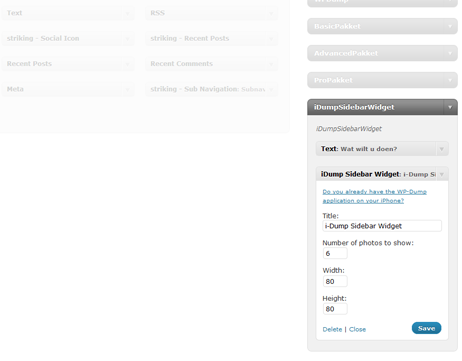 Text
RSS
striking - Social Icon
striking - Recent Posts
Recent Posts
Recent Comments
Meta
striking - Sub Navigation:
BasicPakket
AdvancedPakket
ProPakket
iDumpSidebarWidget
iDumpSidebarWidget
Text: Wat wilt u doen?
iDump Sidebar Widget: i-Dump Si
Do you already have the WP-Dump
application on your iPhone?
Title:
i-Dump Sidebar Widget
Number of photos to show:
6
Width:
80
Height:
80
Delete | Close
Save